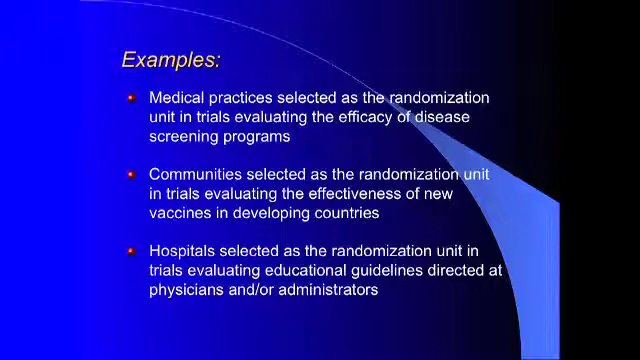 Examples:
Medical practices selected as the randomization
unit in trials evaluating the efficacy of disease
screening programs
Communities selected as the randomization unit
in trials evaluating the effectiveness of new
vaccines in developing countries
Hospitals selected as the randomization unit in
trials evaluating educational guidelines directed at
physicians and/or administrators